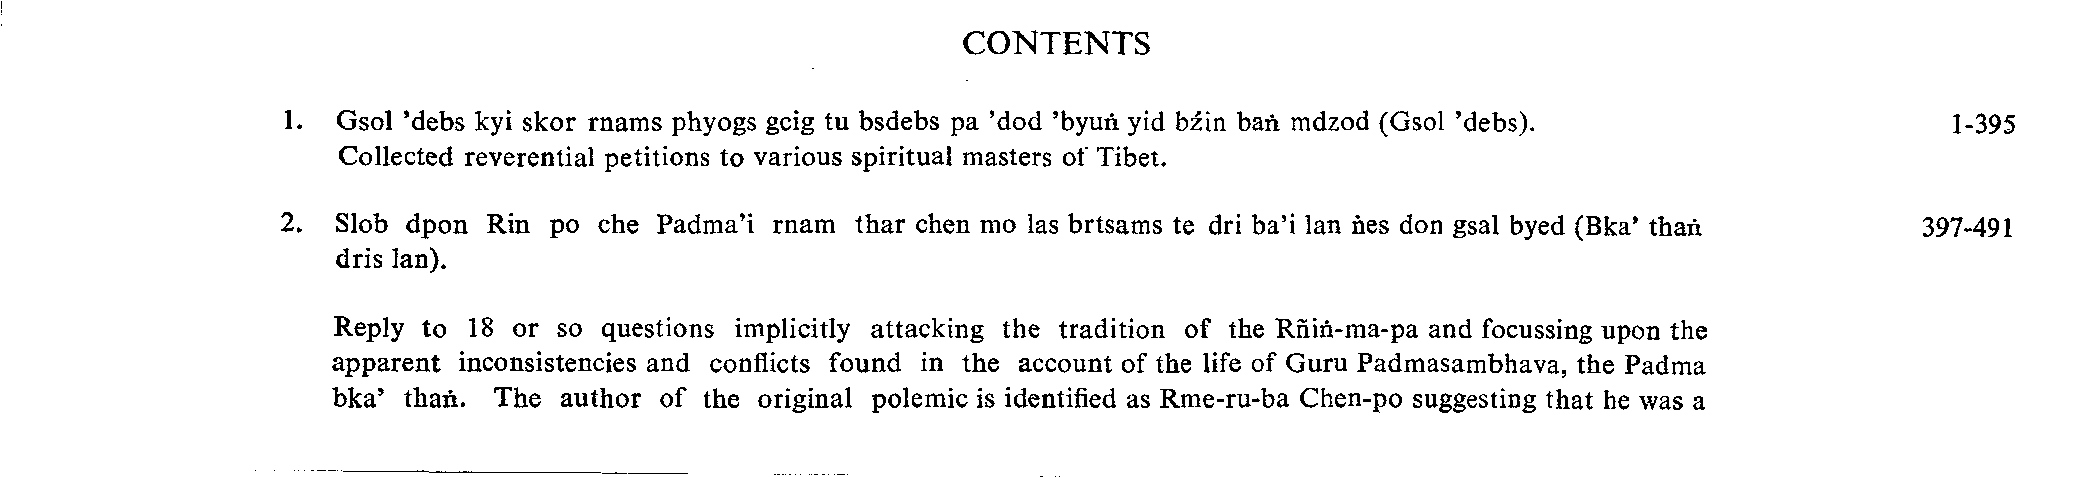 CONTENTS
1. Gsol ’debs kyi skor rnams phyogs gcig tu bsdebs pa ’dod ’byuṅ yid bźin baṅ mdzod (Gsol ’debs). 1-395
Collected reverential petitions to various spiritual masters of Tibet.
2. Slob dpon Rin po che Padma’i rnam thar chen mo las brtsams te dri ba’i lan ṅes don gsal byed (Bka’ thaṅ 397-491
dris lan).
Reply to 18 or so questions implicitly attacking the tradition of the Rñiṅ-ma-pa and focussing upon the
apparent inconsistencies and conflicts found in the account of the life of Guru Padmasambhava, the Padma
bka’ thaṅ. The author of the original polemic is identified as Rme-ru-ba Chen-po suggesting that he was a